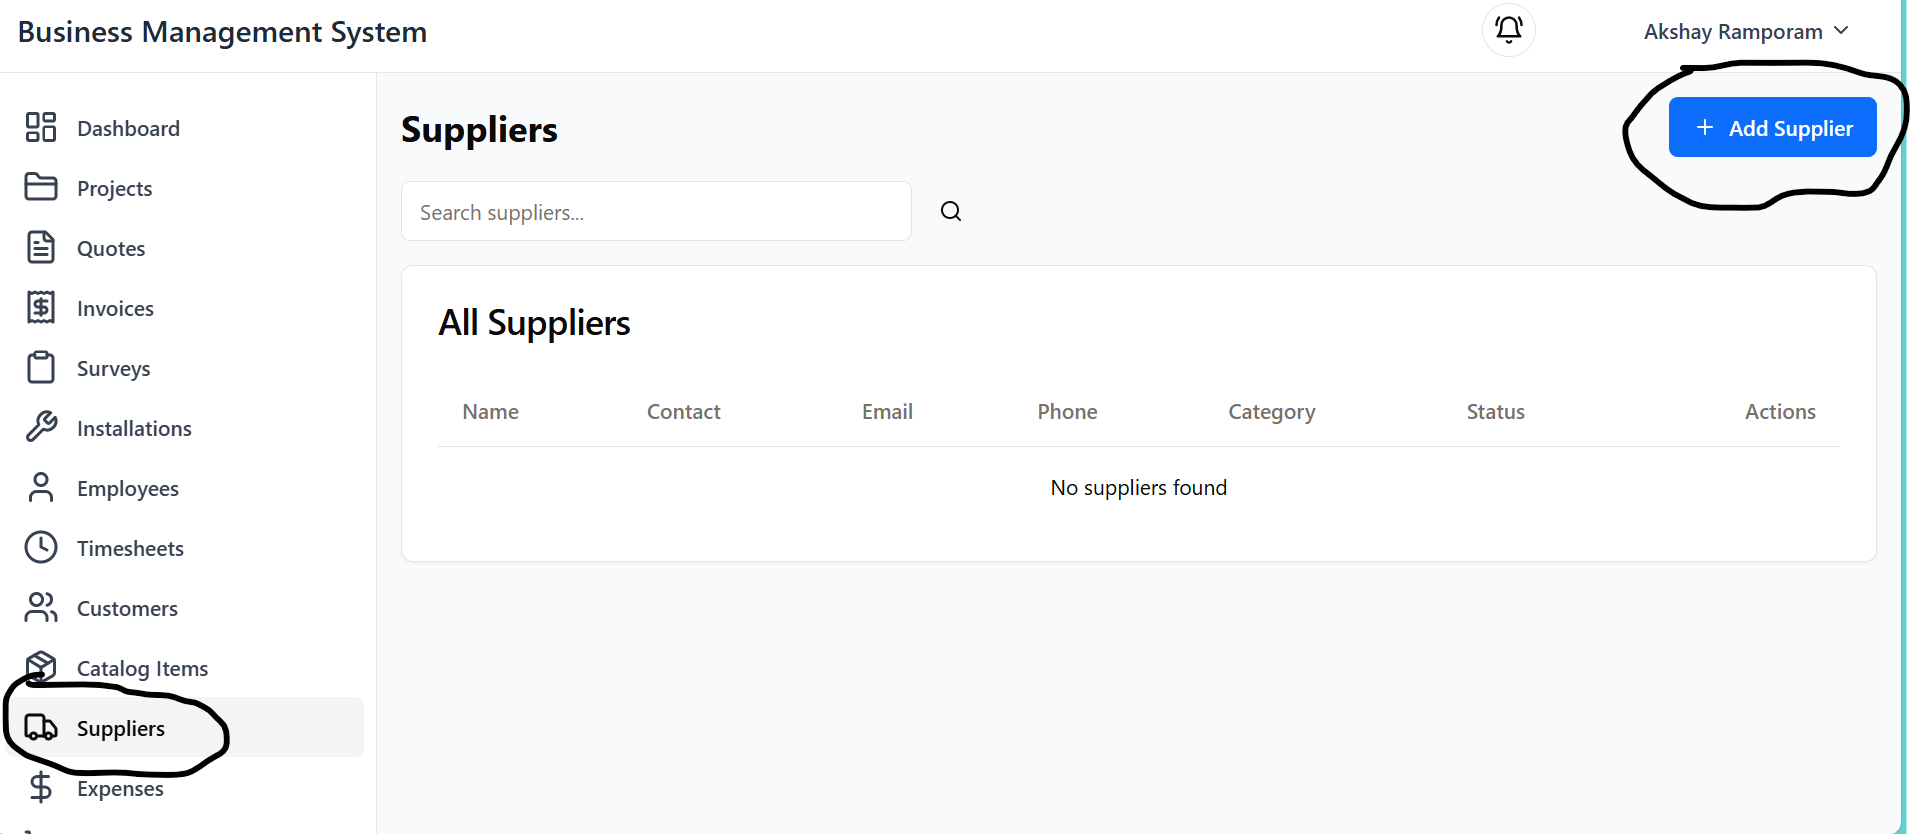 Business Management System
Akshay Ramporam
Dashboard
Projects
Quotes
Invoices
Surveys
Installations
Employees
Timesheets
Customers
Catalog Items
Suppliers
Expenses
Suppliers
+ Add Supplier
Search suppliers...
All Suppliers
Name Contact Email Phone Category Status Actions
No suppliers found